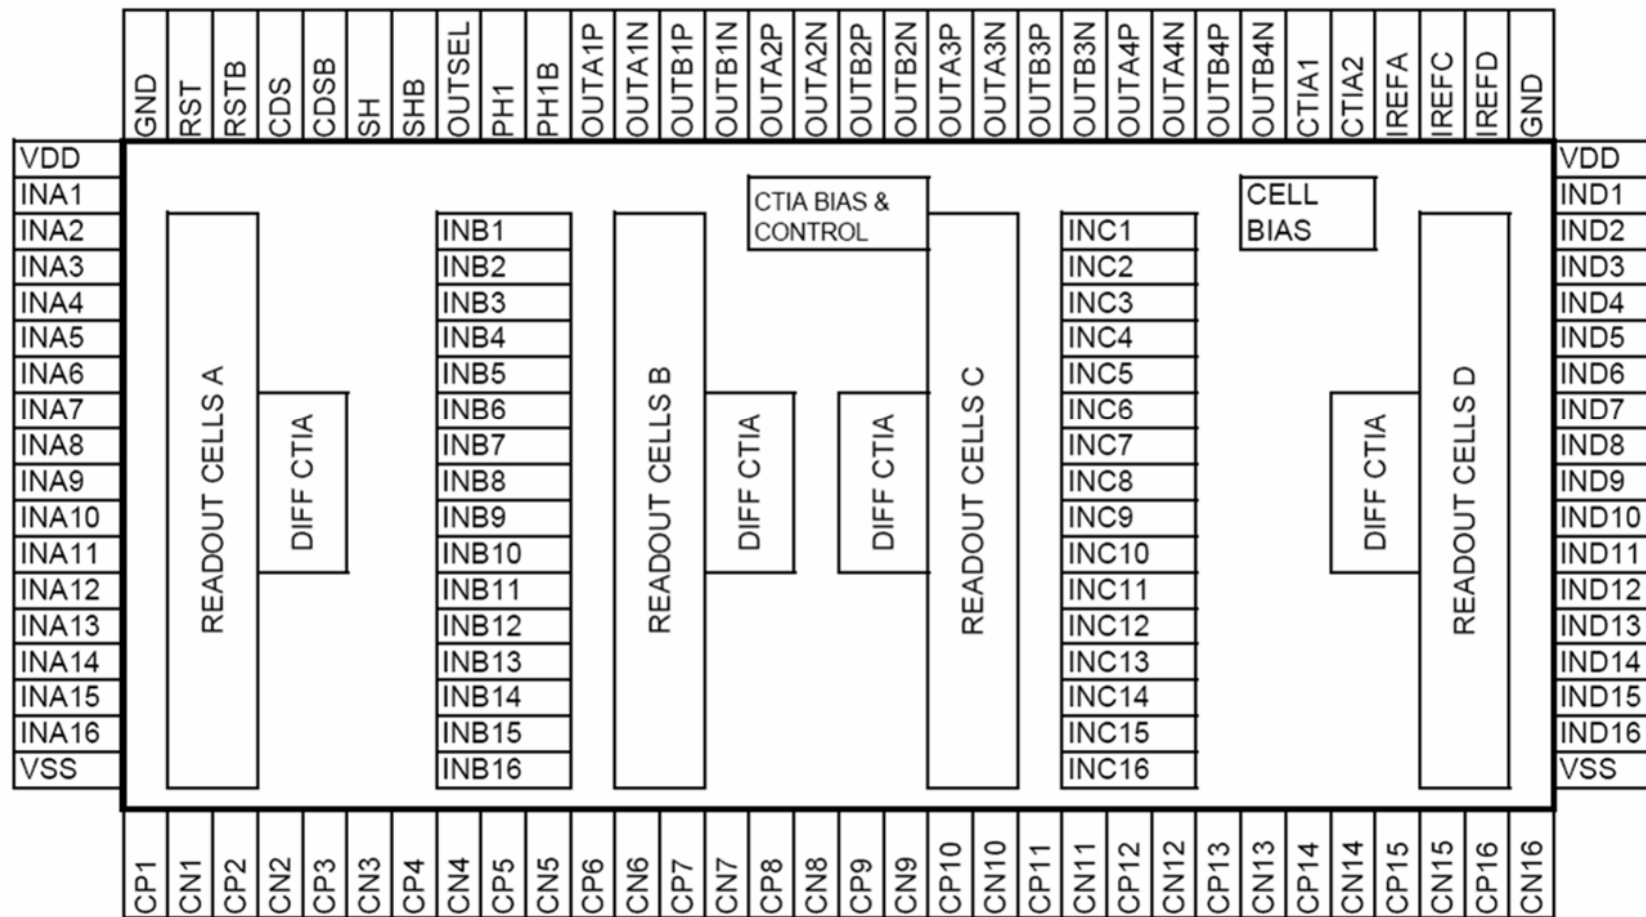 GND
RST
RSTB
CDS
CDSB
SH
SHB
OUTSEL
PH1
PH1B
OUTA1P
OUTA1N
OUTB1P
OUTB1N
OUTA2P
OUTA2N
OUTB2P
OUTB2N
OUTA3P
OUTA3N
OUTB3P
OUTB3N
OUTA4P
OUTA4N
OUTB4P
OUTB4N
CTIA1
CTIA2
IREFA
IREFC
IREFD
GND
VDD
INA1
INA2
INA3
INA4
INA5
INA6
INA7
INA8
INA9
INA10
INA11
INA12
INA13
INA14
INA15
INA16
VSS
READOUT CELLS A
DIFF CTIA
INB1
INB2
INB3
INB4
INB5
INB6
INB7
INB8
INB9
INB10
INB11
INB12
INB13
INB14
INB15
INB16
READOUT CELLS B
DIFF CTIA
CTIA BIAS &
CONTROL
DIFF CTIA
READOUT CELLS C
INC1
INC2
INC3
INC4
INC5
INC6
INC7
INC8
INC9
INC10
INC11
INC12
INC13
INC14
INC15
INC16
CELL
BIAS
DIFF CTIA
READOUT CELLS D
VDD
IND1
IND2
IND3
IND4
IND5
IND6
IND7
IND8
IND9
IND10
IND11
IND12
IND13
IND14
IND15
IND16
VSS
CP1
CN1
CP2
CN2
CP3
CN3
CP4
CN4
CP5
CN5
CP6
CN6
CP7
CN7
CP8
CN8
CP9
CN9
CP10
CN10
CP11
CN11
CP12
CN12
CP13
CN13
CP14
CN14
CP15
CN15
CP16
CN16